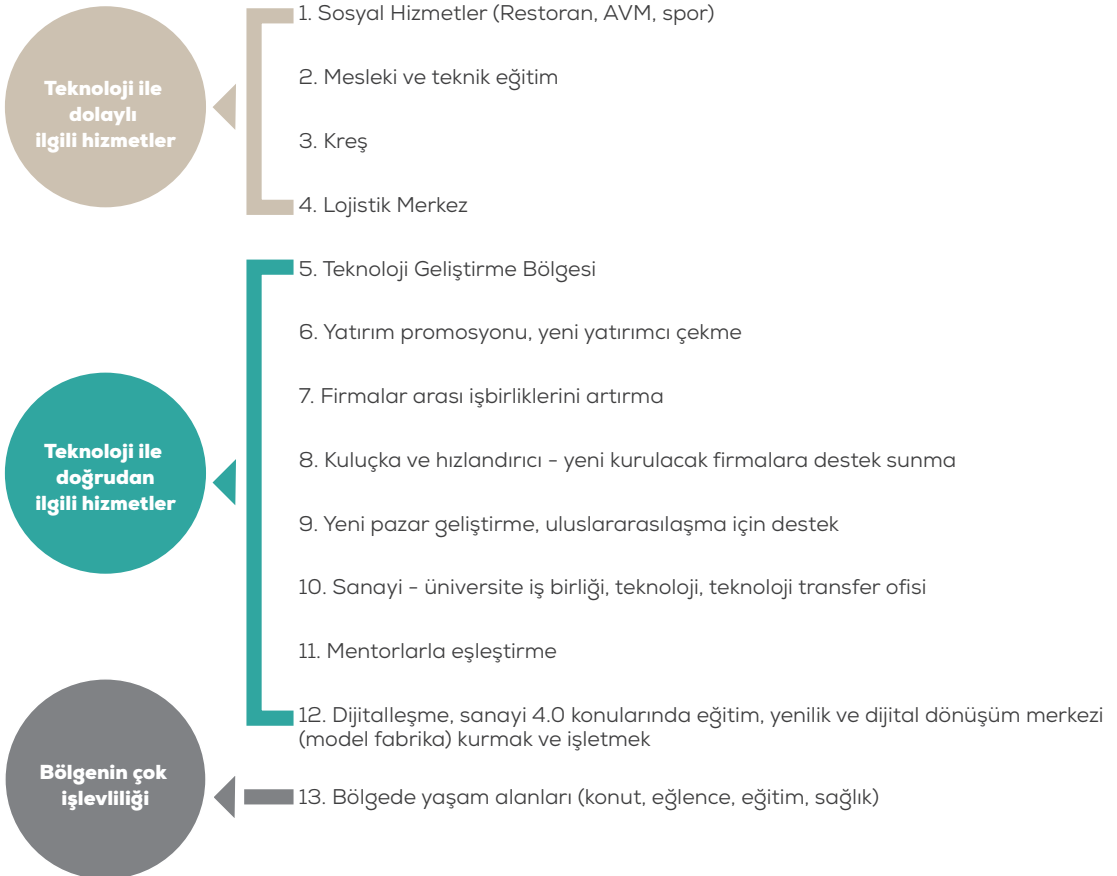 1. Sosyal Hizmetler (Restoran, AVM, spor)
Teknoloji ile
dolaylı
ilgili hizmetler
2. Mesleki ve teknik eğitim
3. Kreş
4. Lojistik Merkez
5. Teknoloji Geliştirme Bölgesi
6. Yatırım promosyonu, yeni yatırımcı çekme
7. Firmalar arası işbirliklerini artırma
Teknoloji ile
doğrudan
ilgili hizmetler
8. Kuluçka ve hızlandırıcı - yeni kurulacak firmalara destek sunma
9. Yeni pazar geliştirme, uluslararasılaşma için destek
10. Sanayi - üniversite iş birliği, teknoloji, teknoloji transfer ofisi
11. Mentorlarla eşleştirme
12. Dijitalleşme, sanayi 4.0 konularında eğitim, yenilik ve dijital dönüşüm merkezi
(model fabrika) kurmak ve işletmek
Bölgenin çok
işlevliliği
13. Bölgede yaşam alanları (konut, eğlence, eğitim, sağlık)